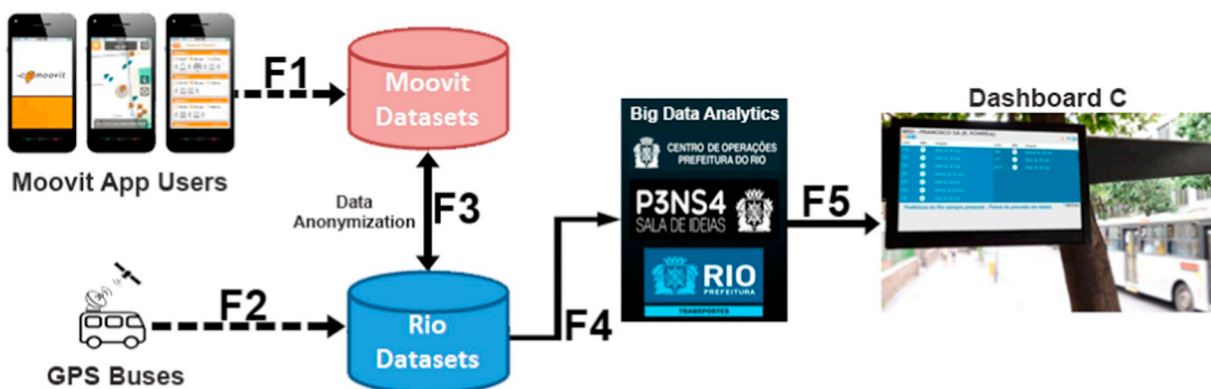 moovit
Moovit App Users
F1
Moovit
Datasets
Data
Anonymization
F3
GPS Buses
F2
Rio
Datasets
F4
Big Data Analytics
CENTRO DE OPERAÇÕES
PREFEITURA DO RIO
P3NS4
SALA DE IDEIAS
RIO
PREFEITURA
TRANSPORTES
F5
Dashboard C